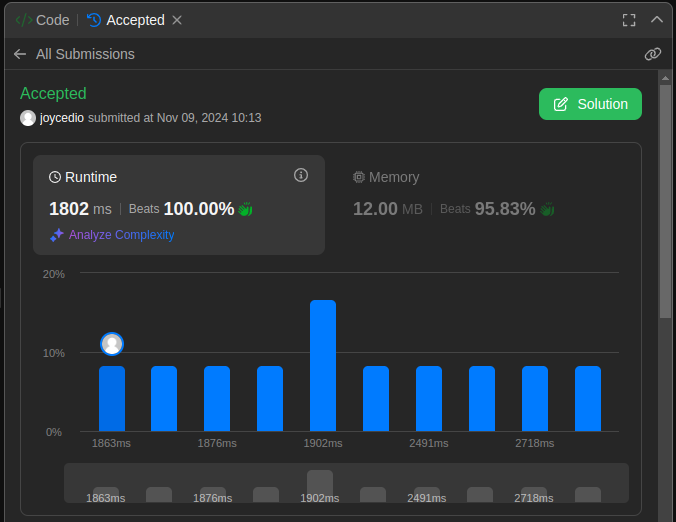 </> Code | Accepted
All Submissions
Accepted
Solution
joycedio submitted at Nov 09, 2024 10:13
Runtime
Memory
1802 ms | Beats 100.00%
12.00 MB | Beats 95.83%
Analyze Complexity
20%
10%
0%
1863ms 1876ms 1902ms 2491ms 2718ms
1863ms 1876ms 1902ms 2491ms 2718ms